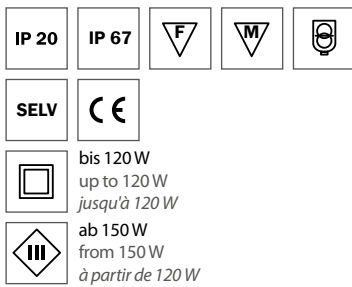 IP 20 IP 67 F M
SELV CE
bis 120 W
up to 120 W
jusqu'à 120 W
III
ab 150 W
from 150 W
à partir de 120 W